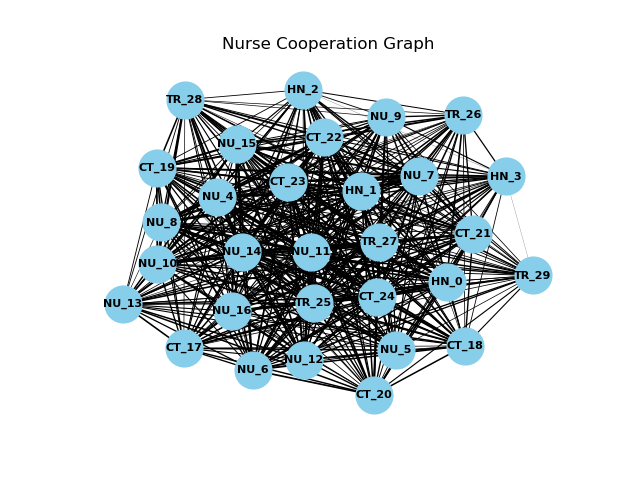 Nurse Cooperation Graph
HN_2
TR_28
NU_9
TR_26
CT_22
NU_15
CT_19
NU_7
HN_3
CT_23
HN_1
NU_4
NU_8
CT_21
TR_27
NU_14
NU_11
NU_10
TR_29
HN_0
CT_24
NU_13
TR_25
NU_16
CT_17
CT_18
NU_5
NU_12
NU_6
CT_20